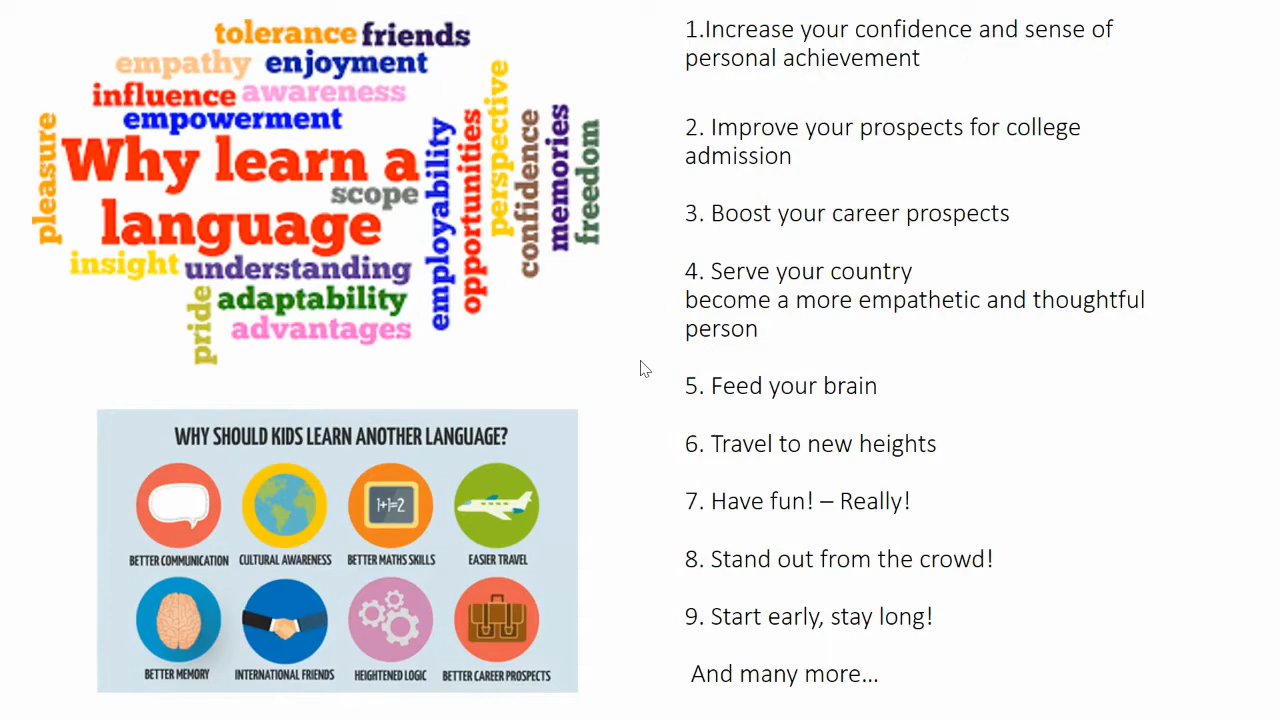 tolerance friends
empathy enjoyment
influence awareness
empowerment
pleasure
Why learn a
scope
language
insight understanding
pride
adaptability
advantages
employability
opportunities
perspective
confidence
memories
freedom
WHY SHOULD KIDS LEARN ANOTHER LANGUAGE?
1+1=2
BETTER COMMUNICATION CULTURAL AWARENESS BETTER MATHS SKILLS EASIER TRAVEL
BETTER MEMORY INTERNATIONAL FRIENDS HEIGHTENED LOGIC BETTER CAREER PROSPECTS
1.Increase your confidence and sense of
personal achievement
2. Improve your prospects for college
admission
3. Boost your career prospects
4. Serve your country
become a more empathetic and thoughtful
person
5. Feed your brain
6. Travel to new heights
7. Have fun! – Really!
8. Stand out from the crowd!
9. Start early, stay long!
And many more…